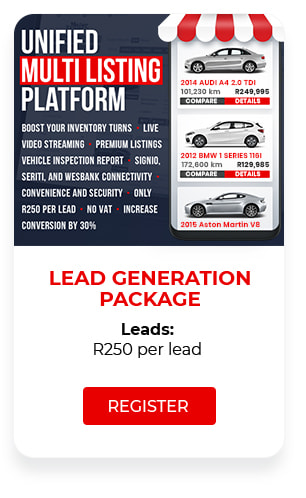 UNIFIED
MULTI LISTING
PLATFORM
BOOST YOUR INVENTORY TURNS • LIVE
VIDEO STREAMING • PREMIUM LISTINGS
VEHICLE INSPECTION REPORT • SIGNIO,
SERITI, AND WESBANK CONNECTIVITY •
CONVENIENCE AND SECURITY • ONLY
R250 PER LEAD • NO VAT • INCREASE
CONVERSION BY 30%
2014 AUDI A4 2.0 TDI
101,230 km R249,995
COMPARE DETAILS
2012 BMW 1 SERIES 116I
172,600 km R129,985
COMPARE DETAILS
2015 Aston Martin V8
LEAD GENERATION
PACKAGE
Leads:
R250 per lead
REGISTER